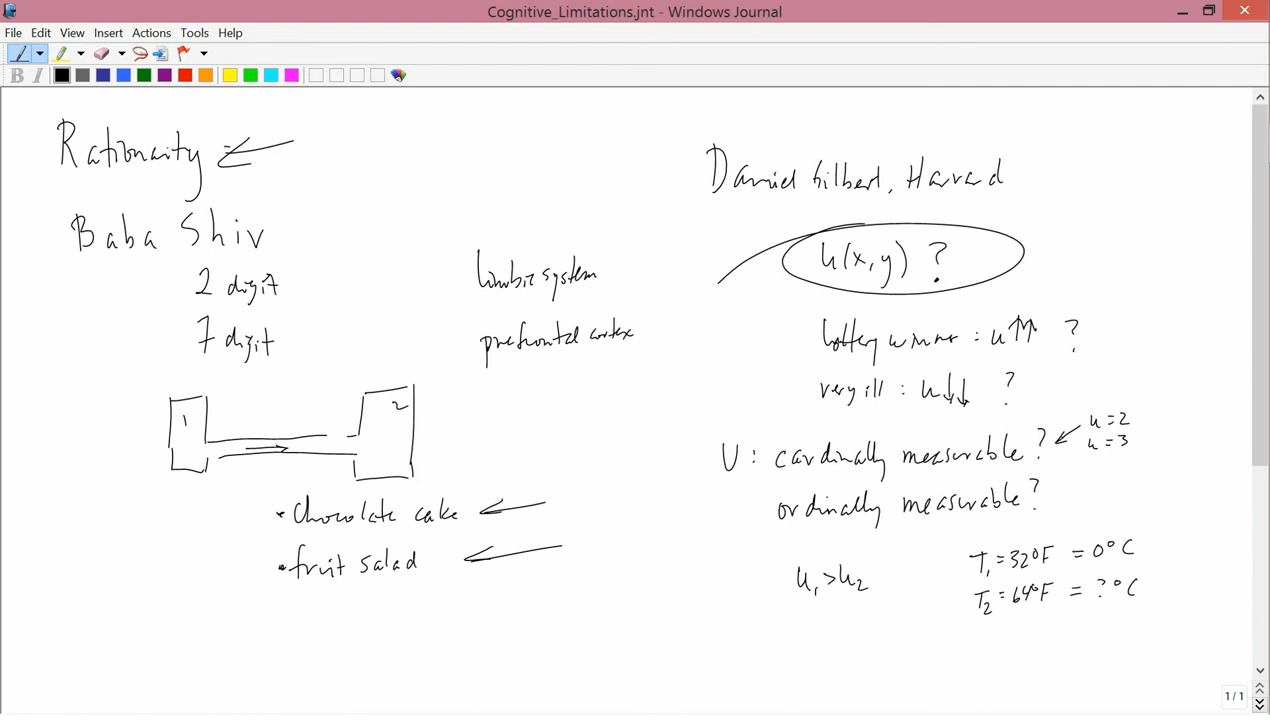 Cognitive_Limitations.jnt - Windows Journal
File Edit View Insert Actions Tools Help
B I
Rationaity
Baba Shiv
2 digit
7 digit
limbic system
prefrontal cortex
1
2
• chocolate cake
• fruit salad
Daniel Gilbert, Harvard
u(x,y) ?
lottery winner : u↑↑ ?
very ill : u↓↓ ?
U : cardinally measurable ?
u = 2
u = 3
ordinally measurable ?
u₁ > u₂
T₁ = 32°F = 0°C
T₂ = 64°F = ?°C
1 / 1